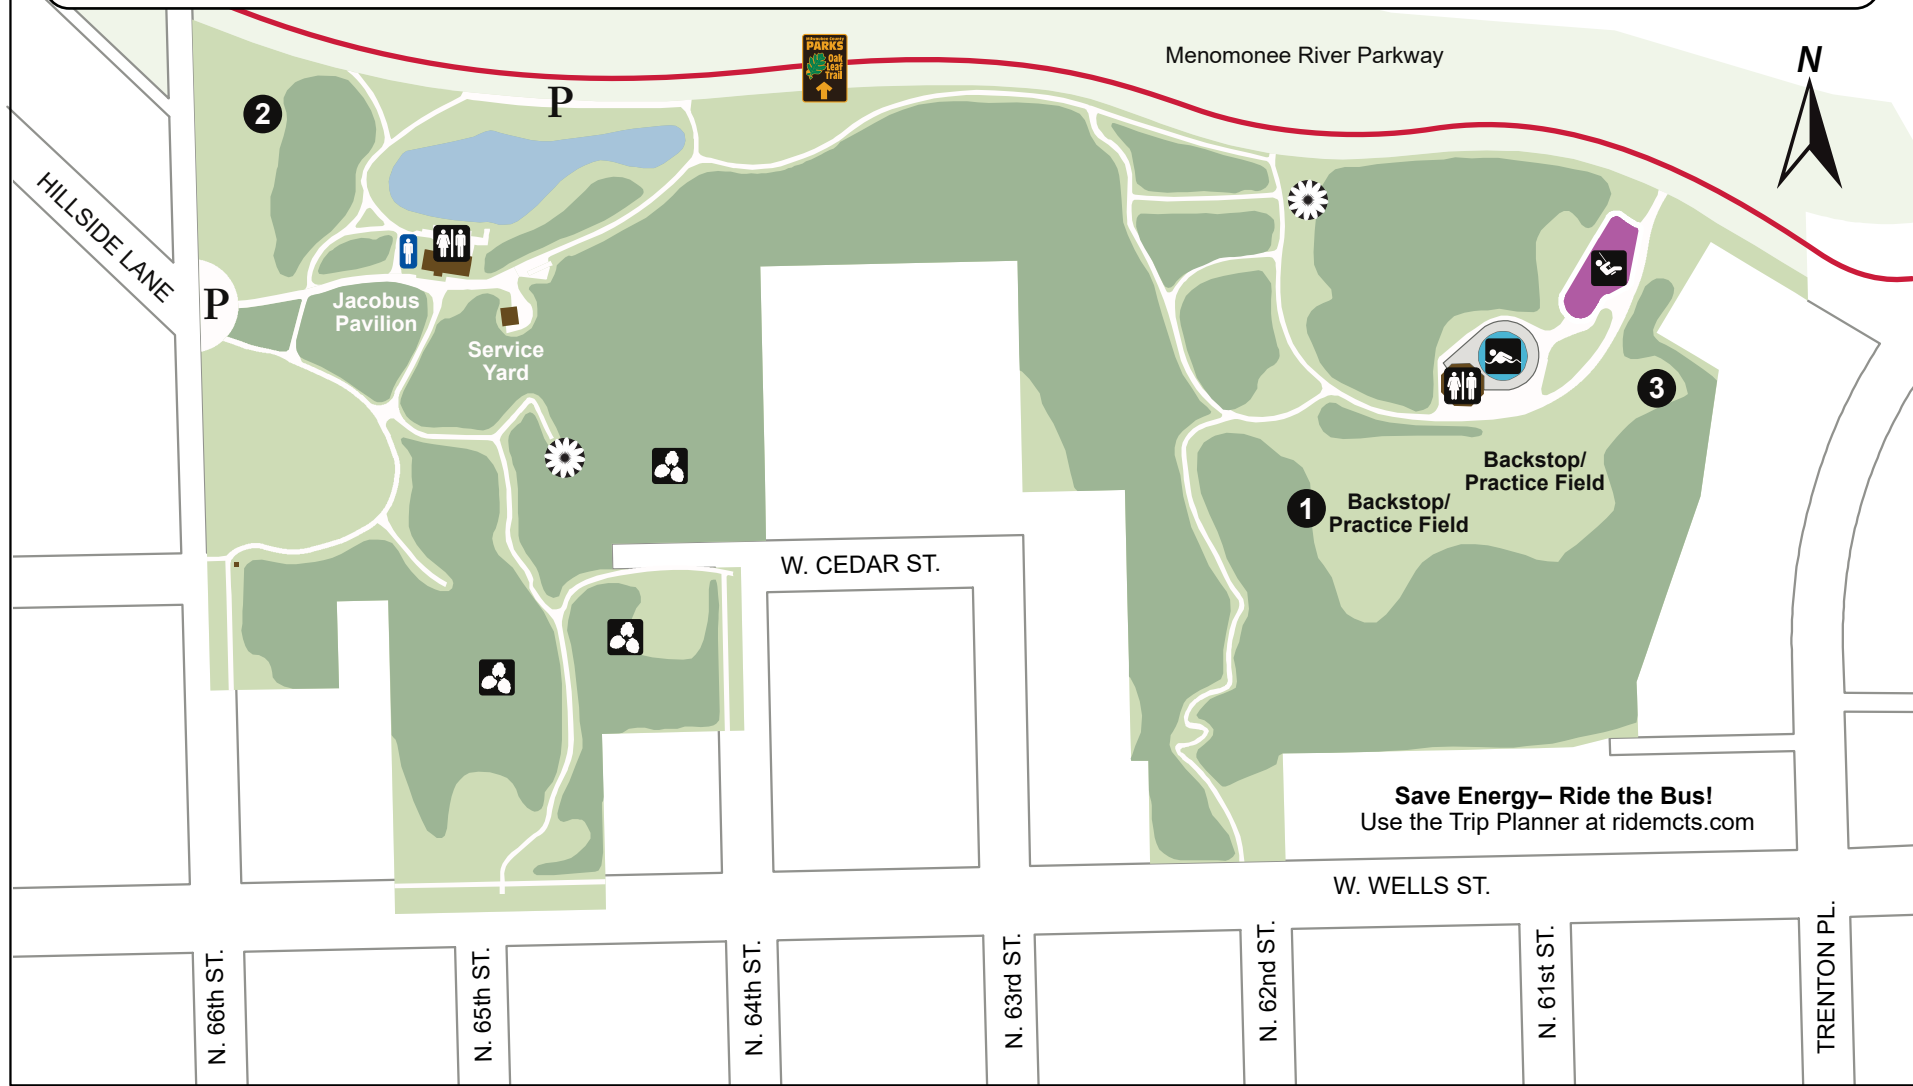 Menomonee River Parkway
N
Milwaukee County
PARKS
Oak
Leaf
Trail
P
2
HILLSIDE LANE
P
Jacobus
Pavilion
Service
Yard
3
Backstop/
Practice Field
1
Backstop/
Practice Field
W. CEDAR ST.
Save Energy– Ride the Bus!
Use the Trip Planner at ridemcts.com
W. WELLS ST.
N. 66th ST.
N. 65th ST.
N. 64th ST.
N. 63rd ST.
N. 62nd ST.
N. 61st ST.
TRENTON PL.